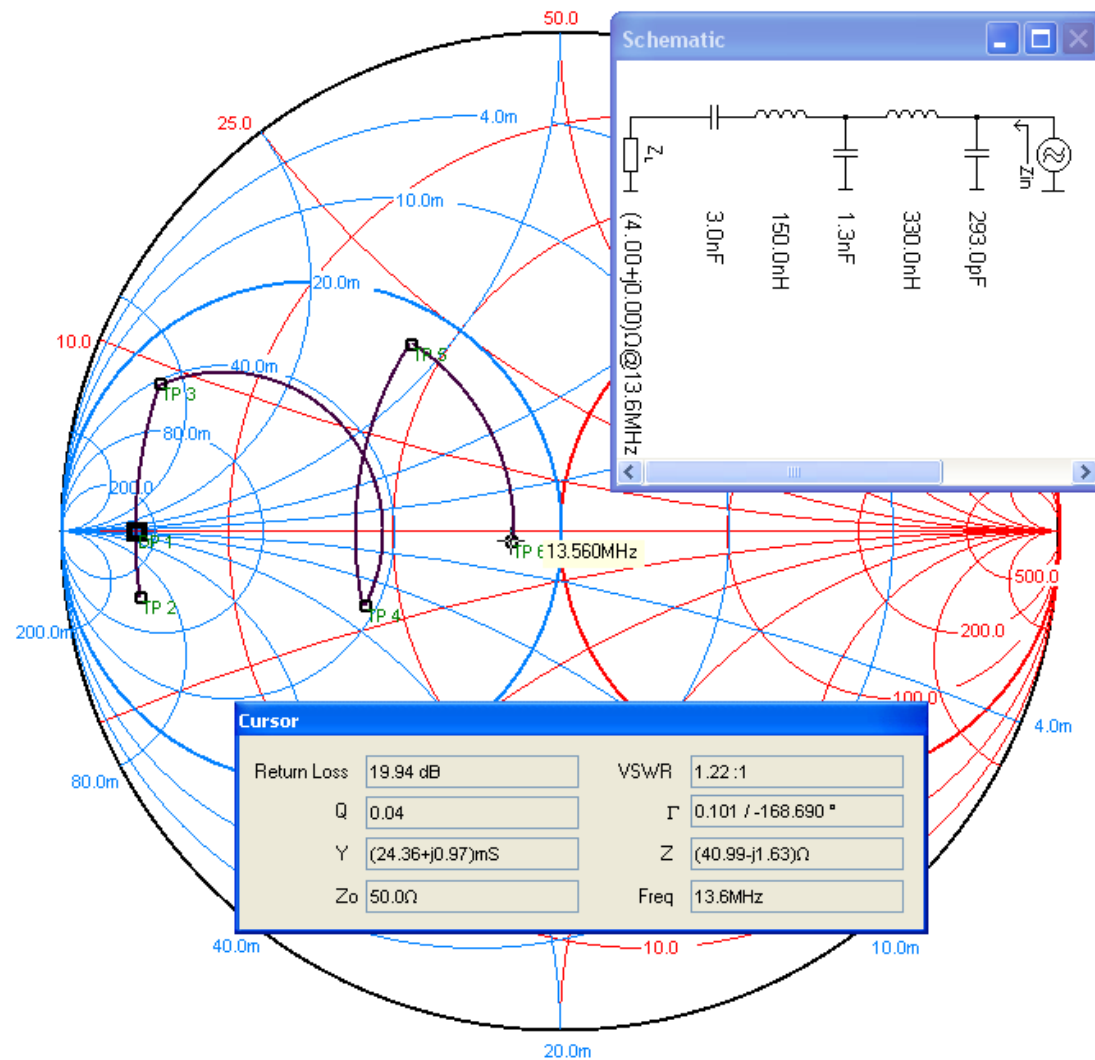 50.0
Schematic
25.0
4.0m
10.0m
20.0m
10.0
40.0m
80.0m
200.0
Z_L
Zin
(4.00+j0.00)Ω@13.6MHz
3.0nF
150.0nH
1.3nF
330.0nH
293.0pF
TP 5
TP 3
TP 2
TP 4
TP 6
13.560MHz
500.0
200.0
200.0m
100.0
4.0m
80.0m
Cursor
Return Loss 19.94 dB VSWR 1.22 :1
Q 0.04 Γ 0.101 / -168.690 °
Y (24.36+j0.97)mS Z (40.99-j1.63)Ω
Zo 50.0Ω Freq 13.6MHz
40.0m
10.0
10.0m
20.0m